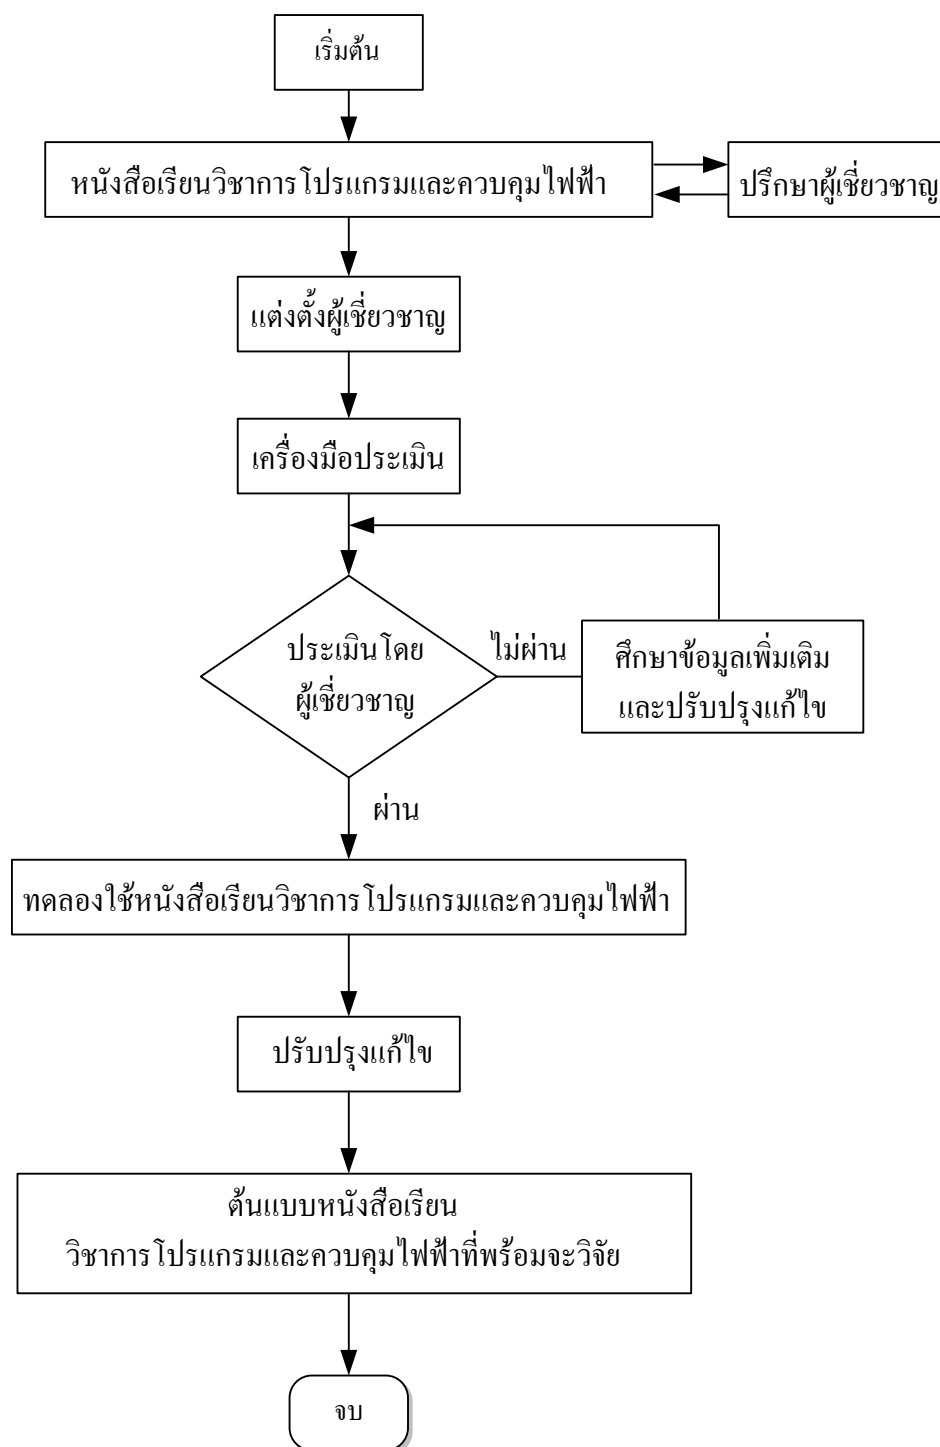 เริ่มต้น
หนังสือเรียนวิชาการโปรแกรมและควบคุมไฟฟ้า
ปรึกษาผู้เชี่ยวชาญ
แต่งตั้งผู้เชี่ยวชาญ
เครื่องมือประเมิน
ประเมินโดย
ผู้เชี่ยวชาญ
ไม่ผ่าน
ศึกษาข้อมูลเพิ่มเติม
และปรับปรุงแก้ไข
ผ่าน
ทดลองใช้หนังสือเรียนวิชาการโปรแกรมและควบคุมไฟฟ้า
ปรับปรุงแก้ไข
ต้นแบบหนังสือเรียน
วิชาการโปรแกรมและควบคุมไฟฟ้าที่พร้อมจะวิจัย
จบ